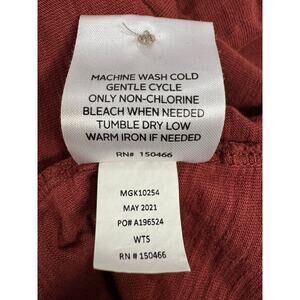 MACHINE WASH COLD
GENTLE CYCLE
ONLY NON-CHLORINE
BLEACH WHEN NEEDED
TUMBLE DRY LOW
WARM IRON IF NEEDED
RN# 150466
MGK10254
MAY 2021
PO# A196524
WTS
RN # 150466